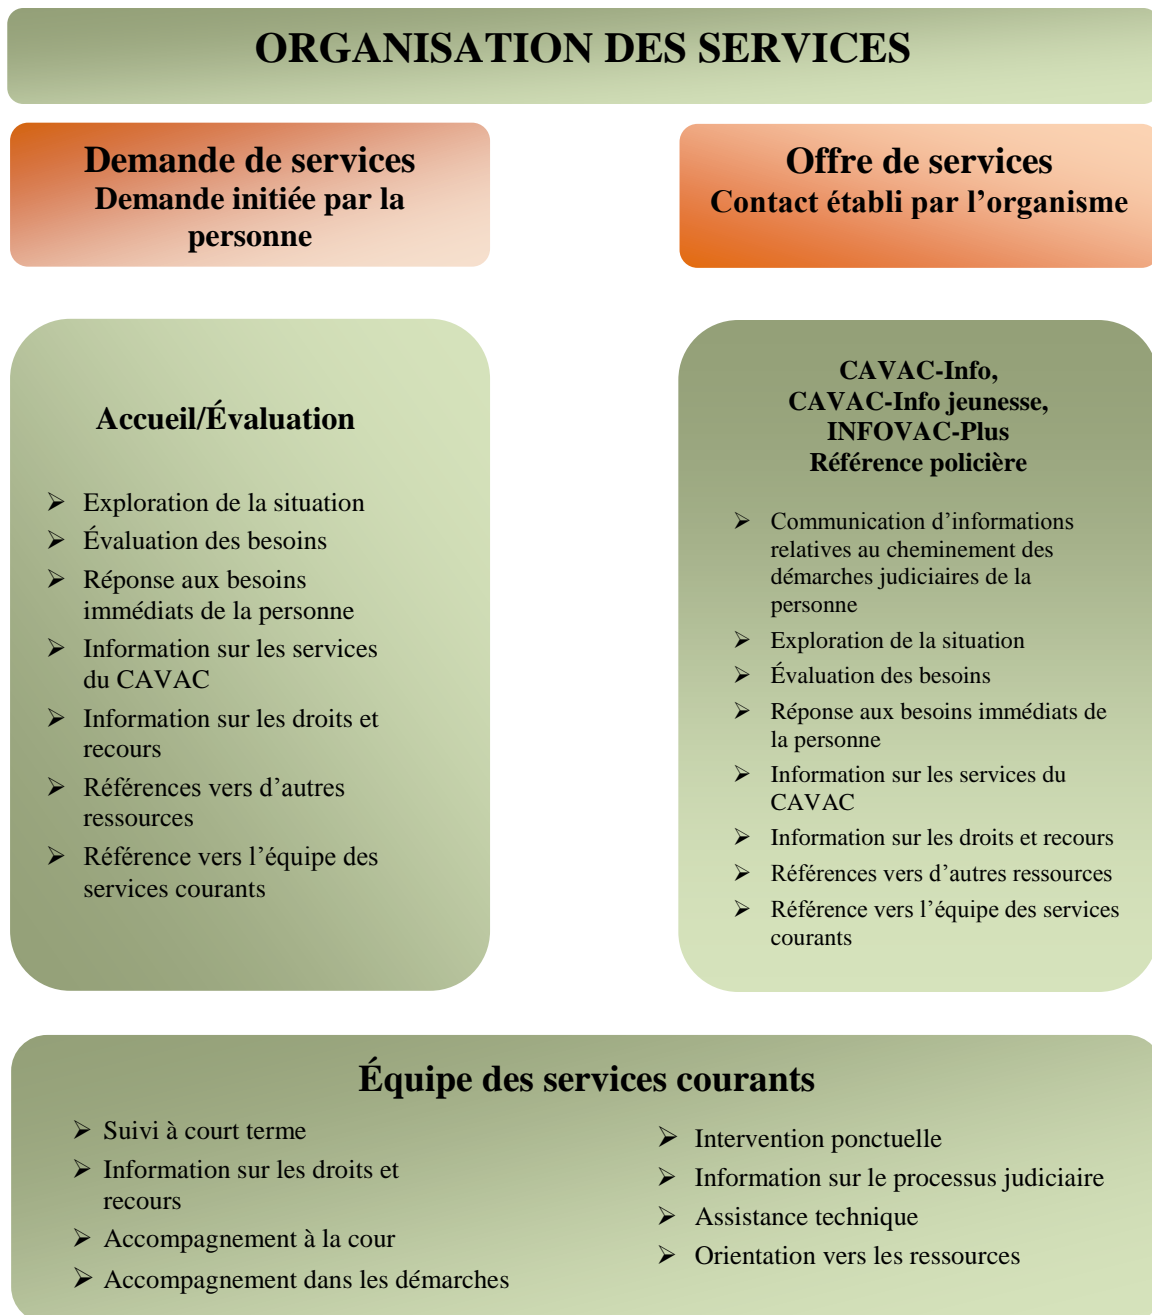 ORGANISATION DES SERVICES
Demande de services
Demande initiée par la
personne
Offre de services
Contact établi par l’organisme
Accueil/Évaluation
➢ Exploration de la situation
➢ Évaluation des besoins
➢ Réponse aux besoins
immédiats de la personne
➢ Information sur les services
du CAVAC
➢ Information sur les droits et
recours
➢ Références vers d’autres
ressources
➢ Référence vers l’équipe des
services courants
CAVAC-Info,
CAVAC-Info jeunesse,
INFOVAC-Plus
Référence policière
➢ Communication d’informations
relatives au cheminement des
démarches judiciaires de la
personne
➢ Exploration de la situation
➢ Évaluation des besoins
➢ Réponse aux besoins immédiats de
la personne
➢ Information sur les services du
CAVAC
➢ Information sur les droits et recours
➢ Références vers d’autres ressources
➢ Référence vers l’équipe des services
courants
Équipe des services courants
➢ Suivi à court terme
➢ Information sur les droits et
recours
➢ Accompagnement à la cour
➢ Accompagnement dans les démarches
➢ Intervention ponctuelle
➢ Information sur le processus judiciaire
➢ Assistance technique
➢ Orientation vers les ressources